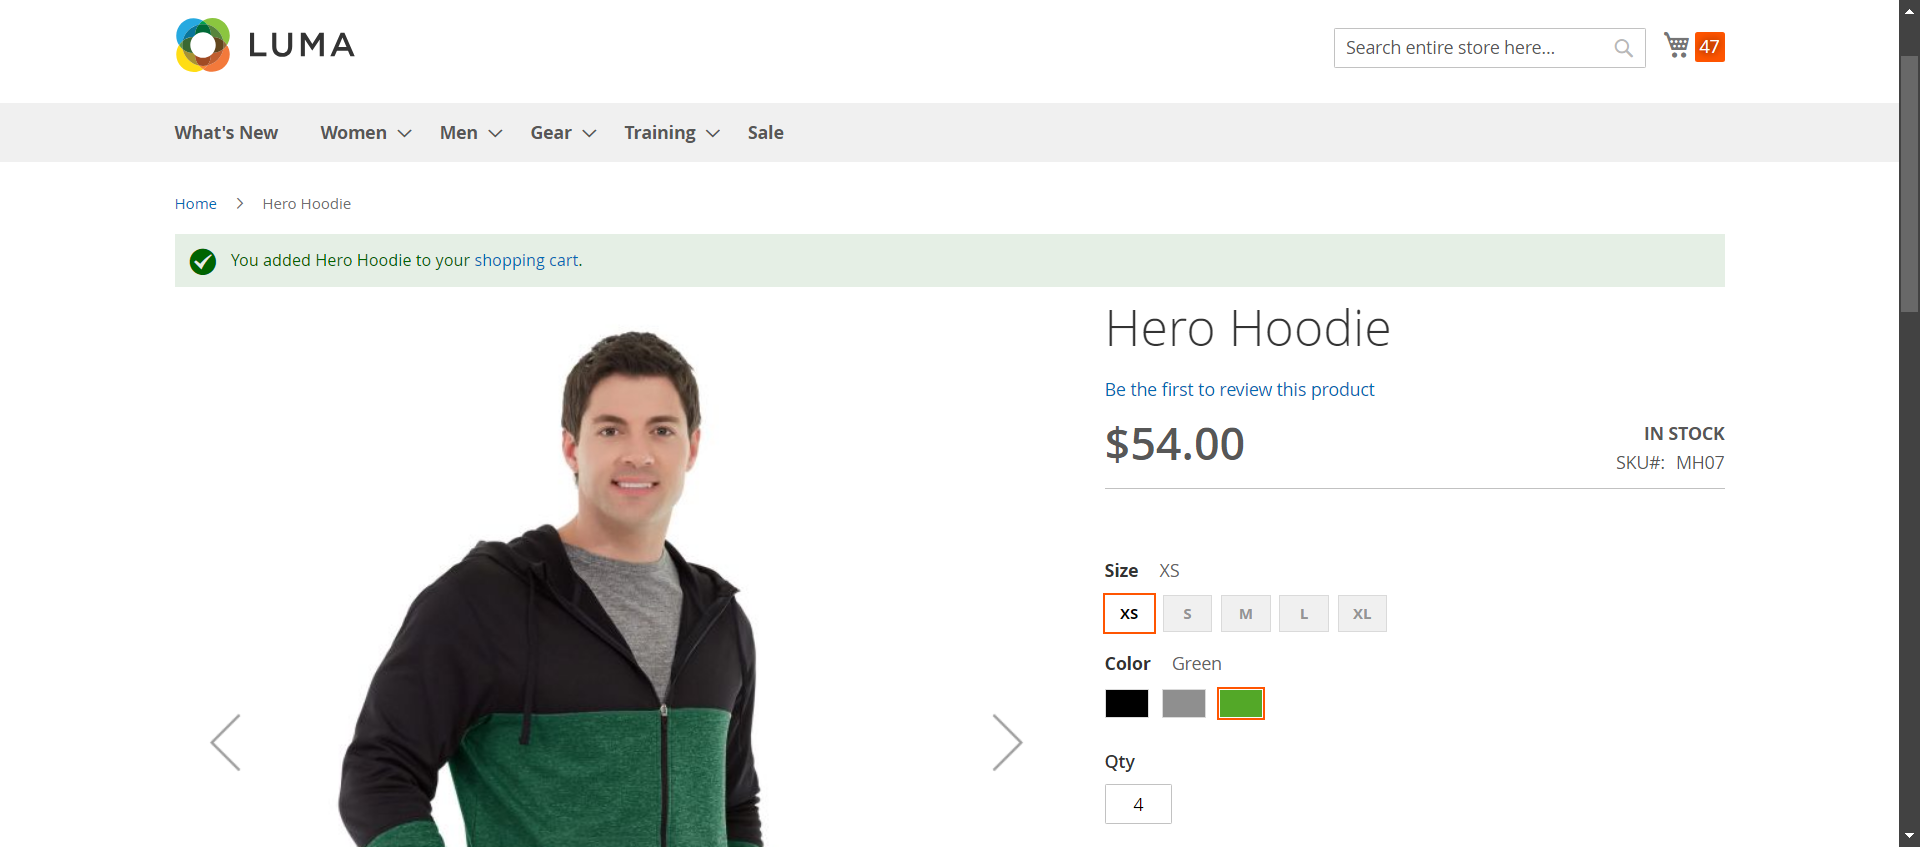 LUMA
Search entire store here...
47
What's New
Women
Men
Gear
Training
Sale
Home
Hero Hoodie
You added Hero Hoodie to your shopping cart.
Hero Hoodie
Be the first to review this product
$54.00
IN STOCK
SKU#: MH07
Size XS
XS S M L XL
Color Green
Qty
4